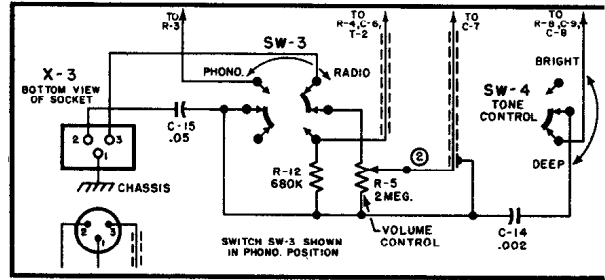 TO
R-3
TO
R-4, C-6,
T-2
TO
C-7
TO
R-8, C-9,
C-8
SW-3
PHONO.
RADIO
BRIGHT
X-3
BOTTOM VIEW
OF SOCKET
SW-4
TONE
CONTROL
2
3
1
C-15
.05
DEEP
2
CHASSIS
R-12
680K
R-5
2 MEG.
2
3
1
VOLUME
CONTROL
SWITCH SW-3 SHOWN
IN PHONO. POSITION
C-14
.002